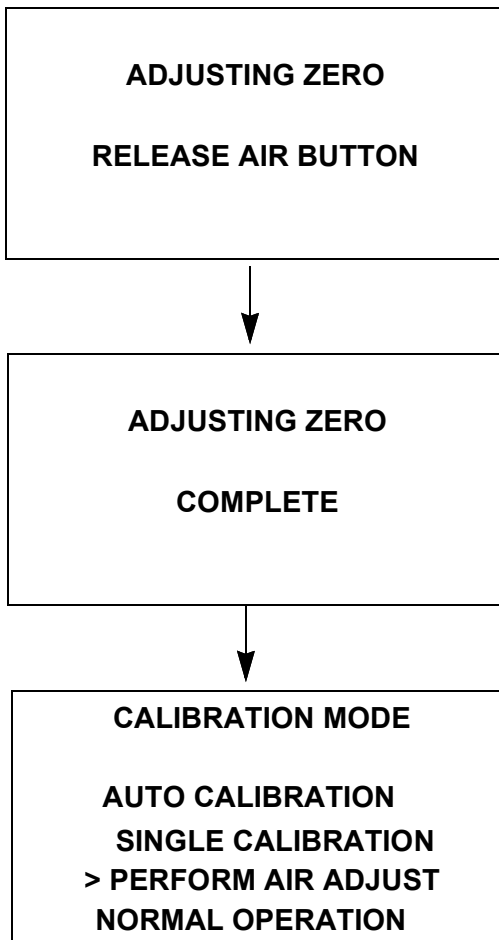 ADJUSTING ZERO
RELEASE AIR BUTTON
ADJUSTING ZERO
COMPLETE
CALIBRATION MODE
AUTO CALIBRATION
SINGLE CALIBRATION
> PERFORM AIR ADJUST
NORMAL OPERATION